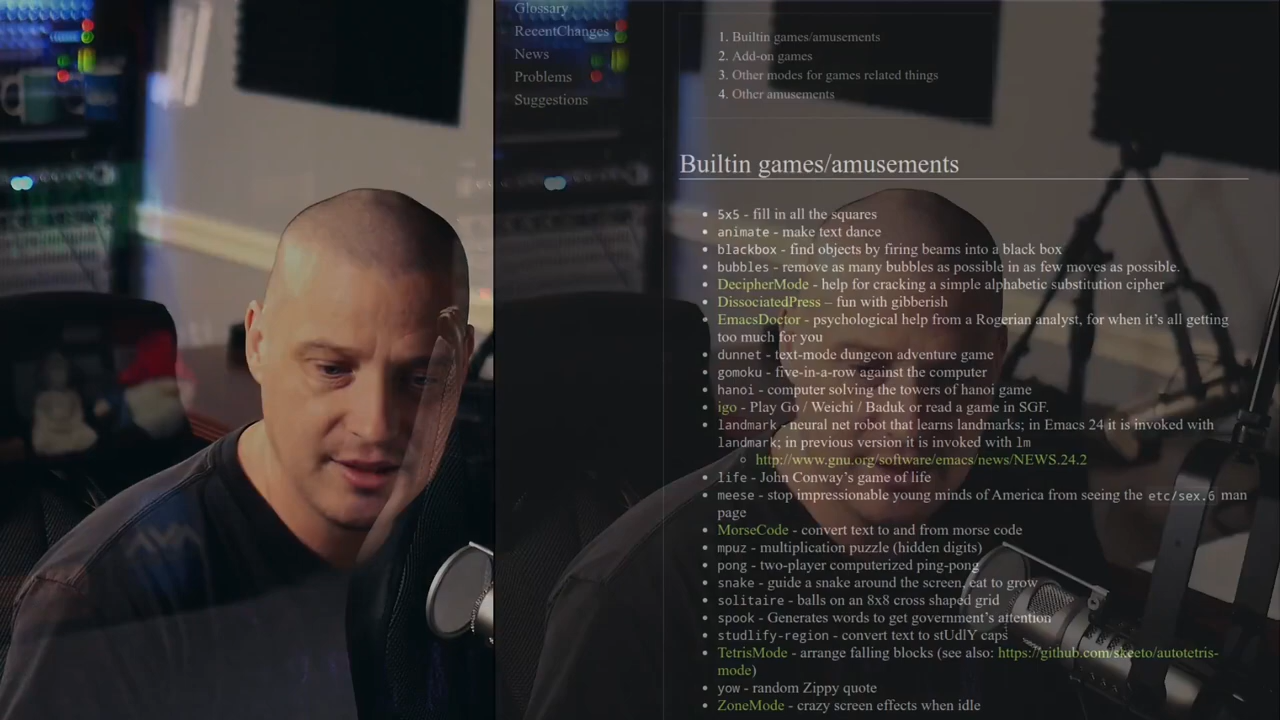 Glossary
RecentChanges
News
Problems
Suggestions
1. Builtin games/amusements
2. Add-on games
3. Other modes for games related things
4. Other amusements
Builtin games/amusements
• 5x5 - fill in all the squares
• animate - make text dance
• blackbox - find objects by firing beams into a black box
• bubbles - remove as many bubbles as possible in as few moves as possible.
• DecipherMode - help for cracking a simple alphabetic substitution cipher
• DissociatedPress – fun with gibberish
• EmacsDoctor - psychological help from a Rogerian analyst, for when it's all getting
too much for you
• dunnet - text-mode dungeon adventure game
• gomoku - five-in-a-row against the computer
• hanoi - computer solving the towers of hanoi game
• igo - Play Go / Weichi / Baduk or read a game in SGF.
• landmark - neural net robot that learns landmarks; in Emacs 24 it is invoked with
landmark; in previous version it is invoked with lm
◦ http://www.gnu.org/software/emacs/news/NEWS.24.2
• life - John Conway's game of life
• meese - stop impressionable young minds of America from seeing the etc/sex.6 man
page
• MorseCode - convert text to and from morse code
• mpuz - multiplication puzzle (hidden digits)
• pong - two-player computerized ping-pong
• snake - guide a snake around the screen, eat to grow
• solitaire - balls on an 8x8 cross shaped grid
• spook - Generates words to get government's attention
• studlify-region - convert text to stUdlY caps
• TetrisMode - arrange falling blocks (see also: https://github.com/skeeto/autotetris-
mode)
• yow - random Zippy quote
• ZoneMode - crazy screen effects when idle